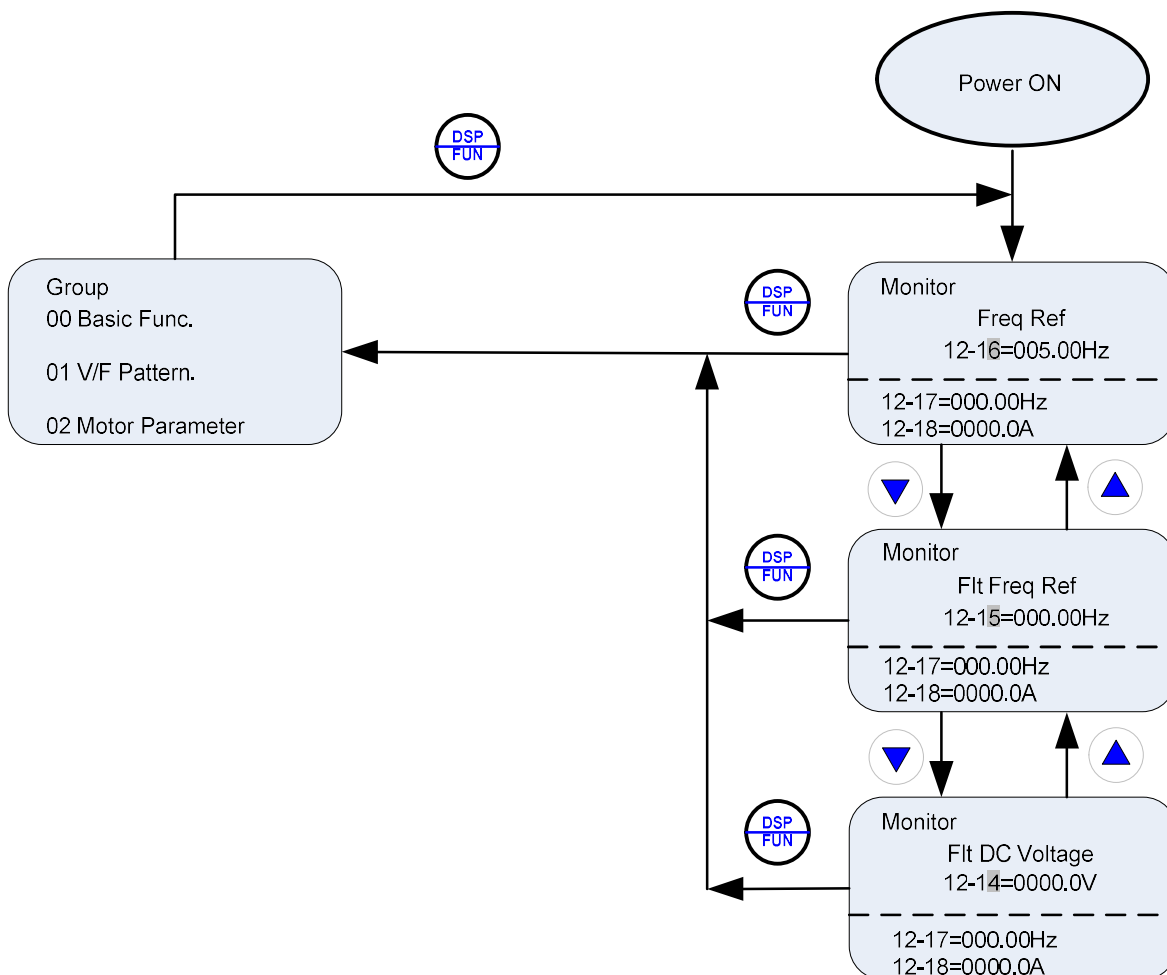 Power ON
DSP
FUN
Group
00 Basic Func.
01 V/F Pattern.
02 Motor Parameter
DSP
FUN
Monitor
Freq Ref
12-16=005.00Hz
12-17=000.00Hz
12-18=0000.0A
DSP
FUN
Monitor
Flt Freq Ref
12-15=000.00Hz
12-17=000.00Hz
12-18=0000.0A
DSP
FUN
Monitor
Flt DC Voltage
12-14=0000.0V
12-17=000.00Hz
12-18=0000.0A